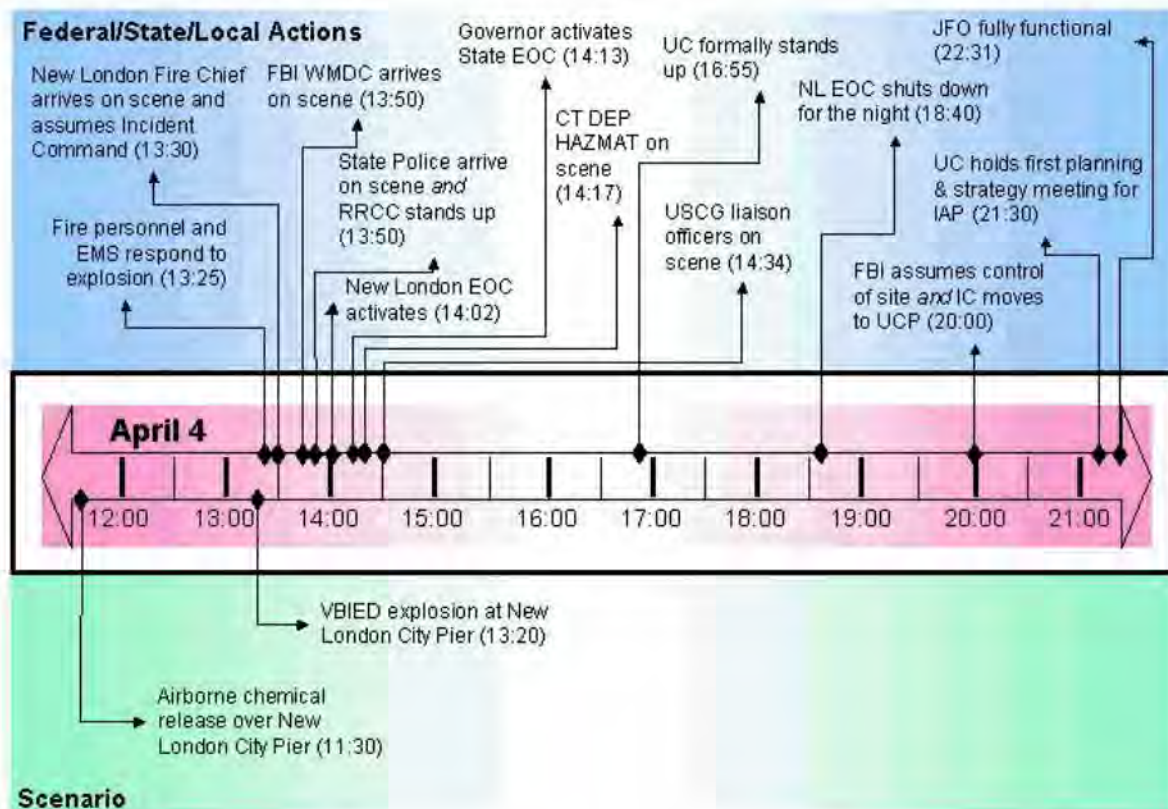 Federal/State/Local Actions
New London Fire Chief
arrives on scene and
assumes Incident
Command (13:30)
Fire personnel and
EMS respond to
explosion (13:25)
FBI WMDC arrives
on scene (13:50)
State Police arrive
on scene and
RRCC stands up
(13:50)
New London EOC
activates (14:02)
Governor activates
State EOC (14:13)
CT DEP
HAZMAT on
scene
(14:17)
UC formally stands
up (16:55)
USCG liaison
officers on
scene (14:34)
NL EOC shuts down
for the night (18:40)
FBI assumes control
of site and IC moves
to UCP (20:00)
JFO fully functional
(22:31)
UC holds first planning
& strategy meeting for
IAP (21:30)
April 4
12:00 13:00 14:00 15:00 16:00 17:00 18:00 19:00 20:00 21:00
VBIED explosion at New
London City Pier (13:20)
Airborne chemical
release over New
London City Pier (11:30)
Scenario